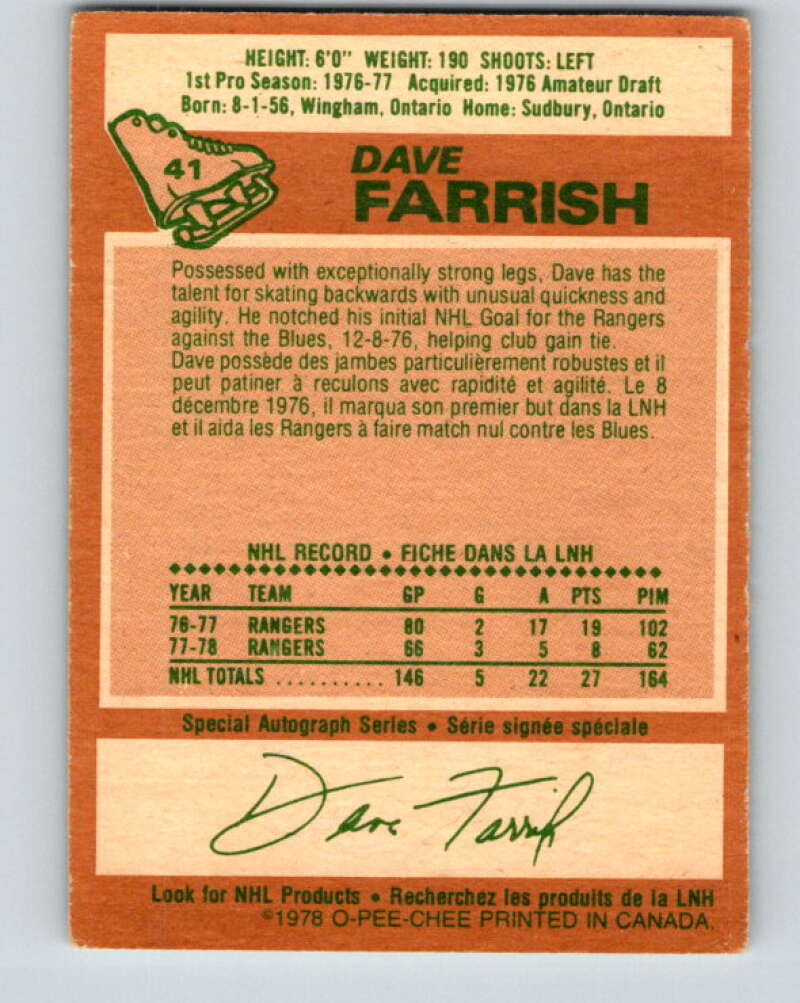 HEIGHT: 6'0" WEIGHT: 190 SHOOTS: LEFT
1st Pro Season: 1976-77 Acquired: 1976 Amateur Draft
Born: 8-1-56, Wingham, Ontario Home: Sudbury, Ontario
41
DAVE
FARRISH
Possessed with exceptionally strong legs, Dave has the
talent for skating backwards with unusual quickness and
agility. He notched his initial NHL Goal for the Rangers
against the Blues, 12-8-76, helping club gain tie.
Dave possède des jambes particulièrement robustes et il
peut patiner à reculons avec rapidité et agilité. Le 8
décembre 1976, il marqua son premier but dans la LNH
et il aida les Rangers à faire match nul contre les Blues.
NHL RECORD • FICHE DANS LA LNH
YEAR TEAM GP G A PTS PIM
76-77 RANGERS 80 2 17 19 102
77-78 RANGERS 66 3 5 8 62
NHL TOTALS .......... 146 5 22 27 164
Special Autograph Series • Série signée spéciale
Dave Farrish
Look for NHL Products • Recherchez les produits de la LNH
©1978 O-PEE-CHEE PRINTED IN CANADA.